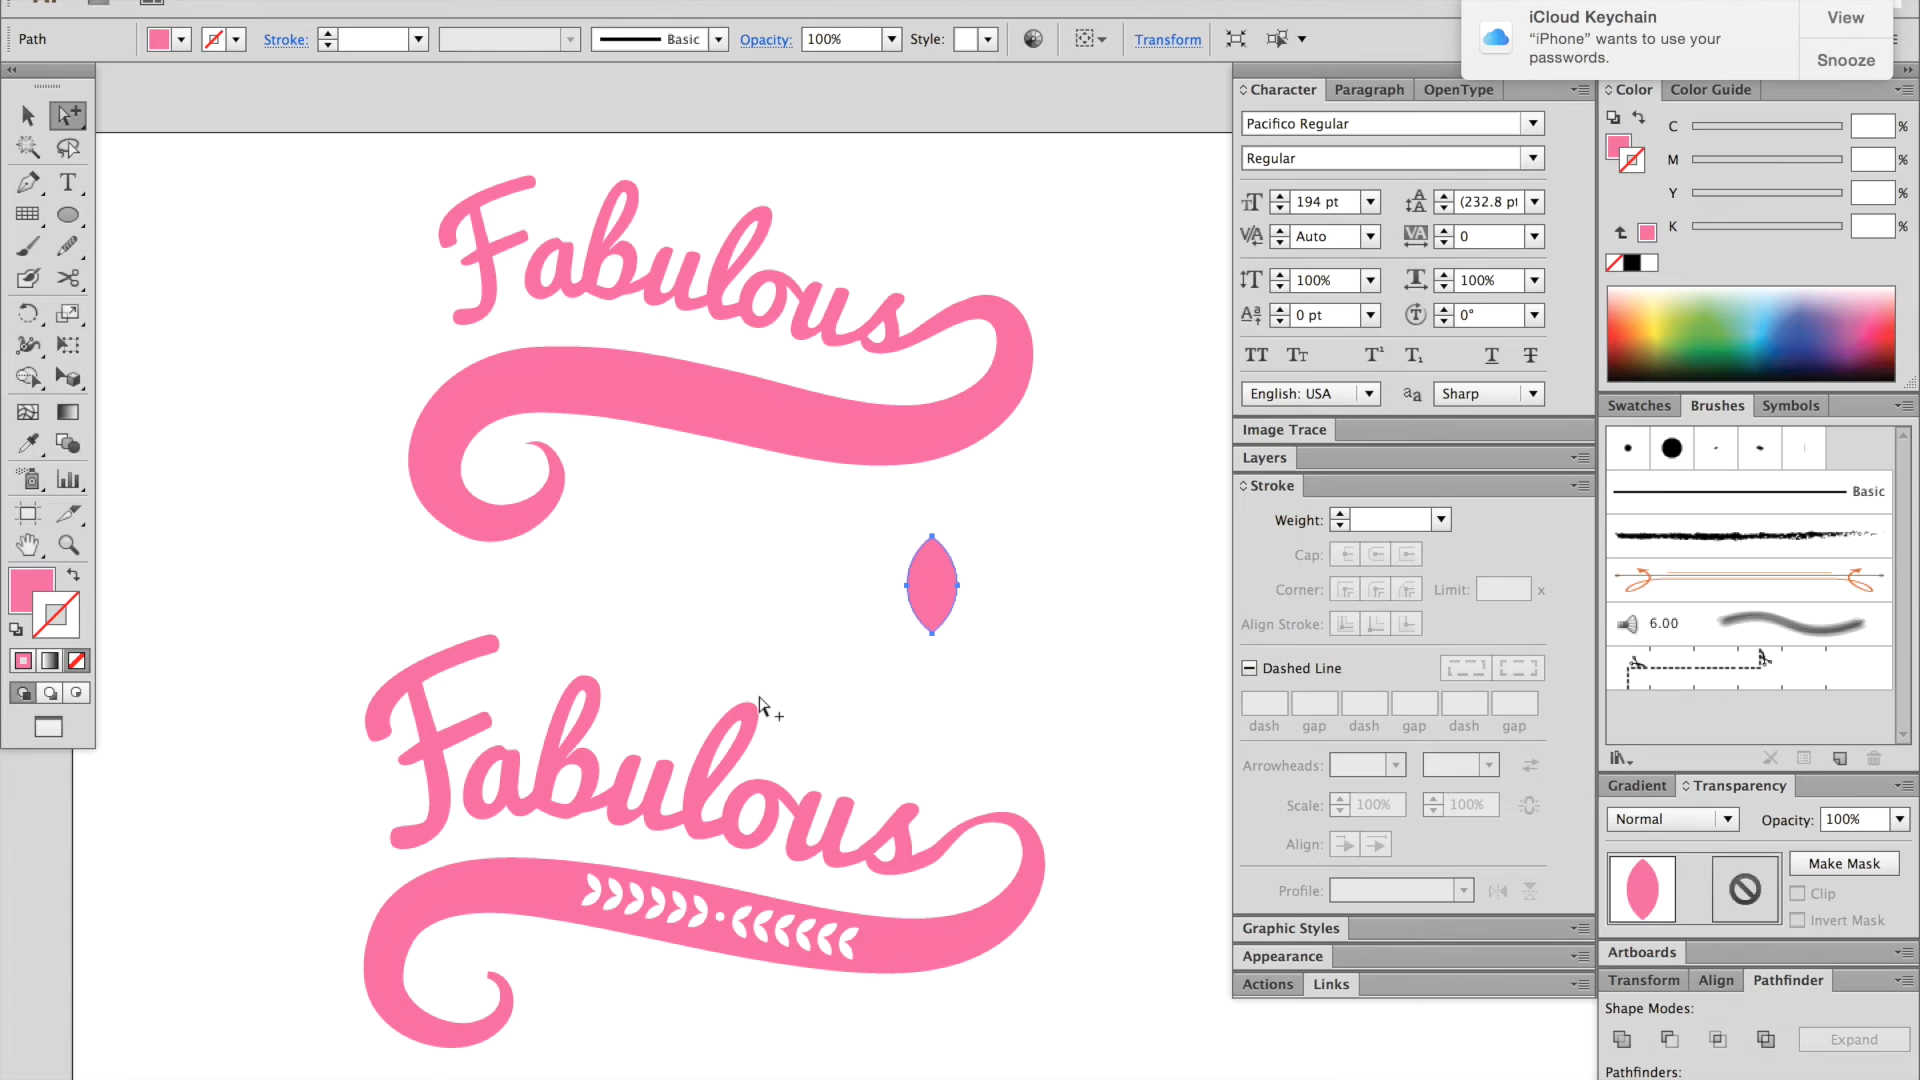 Path
Stroke:
Basic
Opacity:
100%
Style:
Transform
iCloud Keychain
View
“iPhone” wants to use your
passwords.
Snooze
Character
Paragraph
OpenType
Color
Color Guide
Pacifico Regular
C
%
Regular
M
%
194 pt
(232.8 pt
Y
%
Auto
0
K
%
100%
100%
0 pt
0°
English: USA
Sharp
Image Trace
Swatches
Brushes
Symbols
Layers
Stroke
Basic
Weight:
Cap:
Corner:
Limit:
x
Align Stroke:
6.00
Dashed Line
dash
gap
dash
gap
dash
gap
Arrowheads:
Scale:
100%
100%
Align:
Profile:
Gradient
Transparency
Normal
Opacity:
100%
Make Mask
Clip
Invert Mask
Graphic Styles
Appearance
Actions
Links
Artboards
Transform
Align
Pathfinder
Shape Modes:
Expand
Pathfinders:
Fabulous
Fabulous